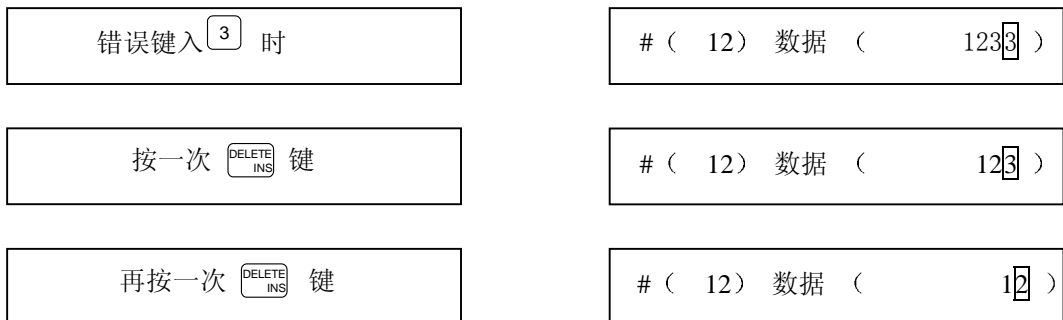 错误键入 3 时
# （ 12） 数据 （ 1233 ）
按一次 DELETE INS 键
# （ 12） 数据 （ 123 ）
再按一次 DELETE INS 键
# （ 12） 数据 （ 12 ）